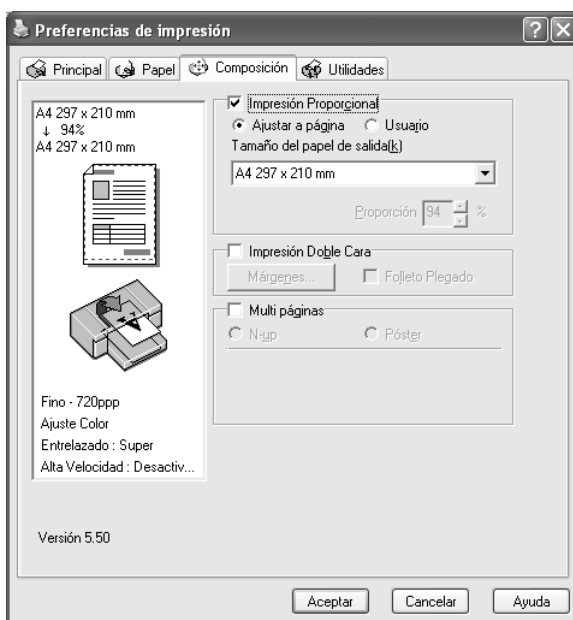 Preferencias de impresión
Principal Papel Composición Utilidades
A4 297 x 210 mm
↓ 94%
A4 297 x 210 mm
Fino - 720ppp
Ajuste Color
Entrelazado : Super
Alta Velocidad : Desactiv...
Versión 5.50
Impresión Proporcional
Ajustar a página Usuario
Tamaño del papel de salida(k)
A4 297 x 210 mm
Proporción 94 %
Impresión Doble Cara
Márgenes... Folleto Plegado
Multi páginas
N-up Póster
Aceptar Cancelar Ayuda